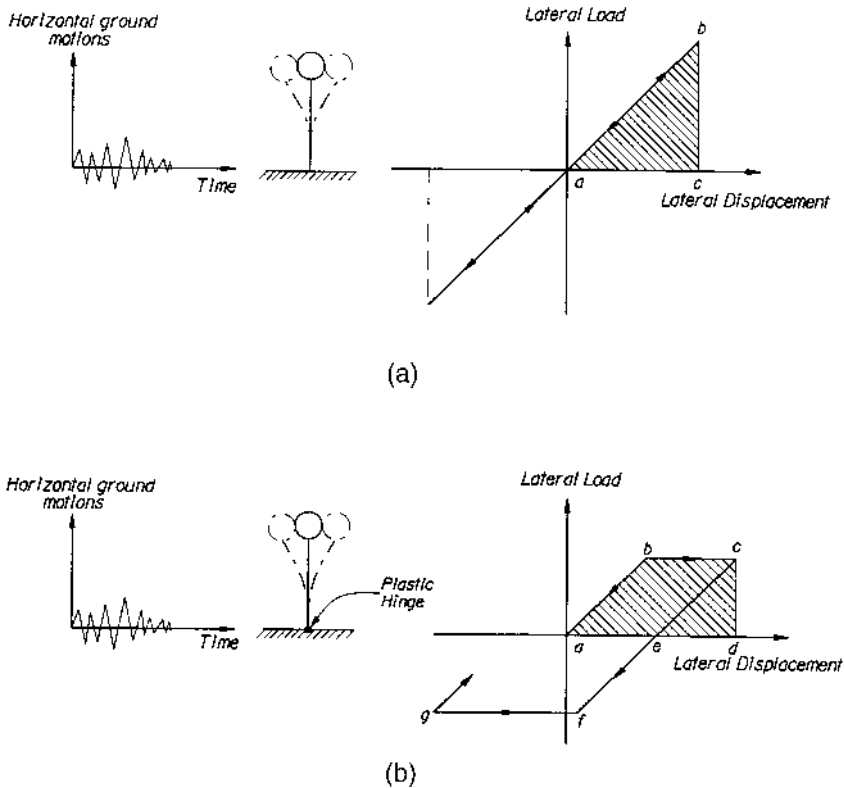 Horizontal ground
motions
Time
Lateral Load
b
a
c
Lateral Displacement
(a)
Horizontal ground
motions
Time
Plastic
Hinge
Lateral Load
b
c
a
e
d
Lateral Displacement
g
f
(b)